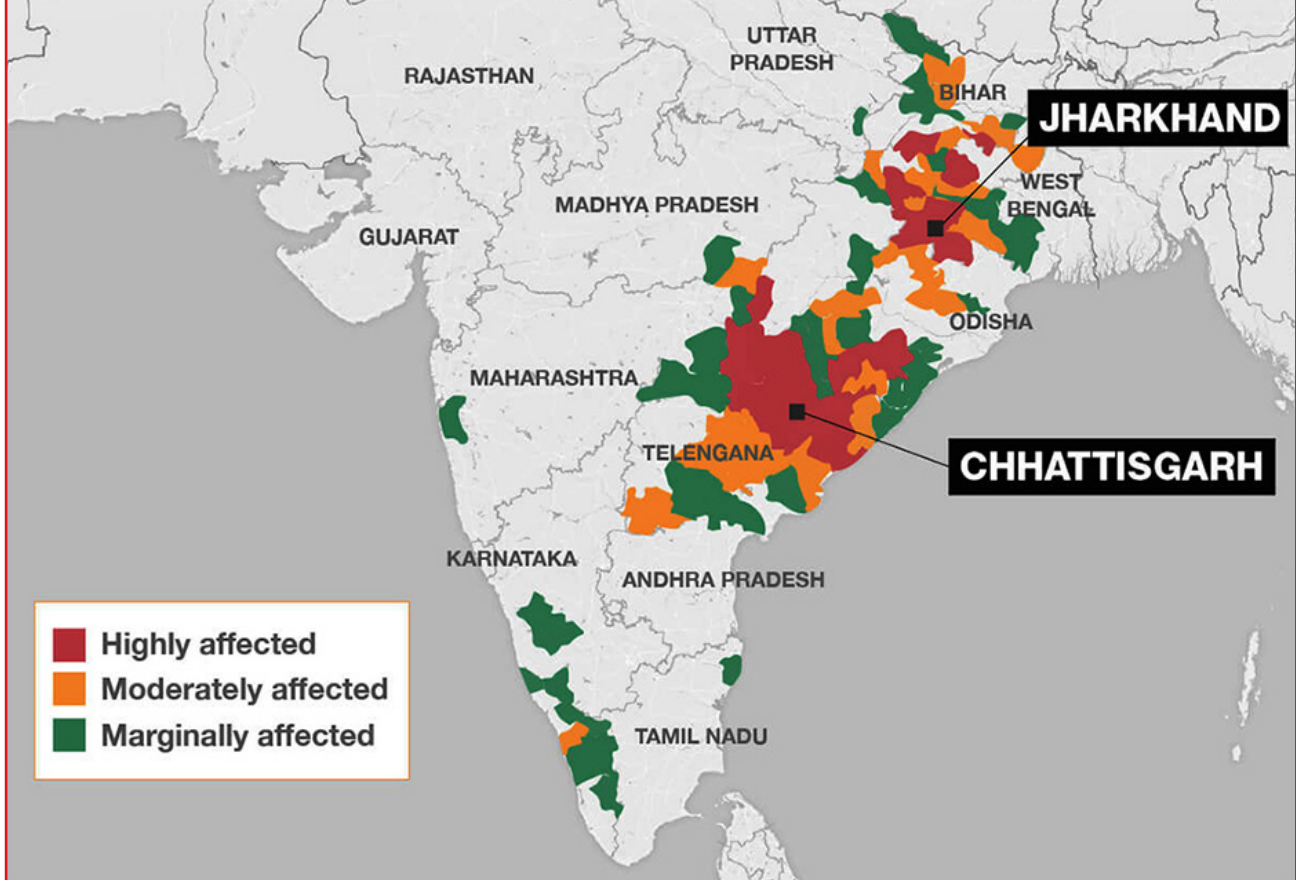 UTTAR
PRADESH
RAJASTHAN
BIHAR
JHARKHAND
WEST
BENGAL
MADHYA PRADESH
GUJARAT
ODISHA
MAHARASHTRA
TELENGANA
CHHATTISGARH
KARNATAKA
ANDHRA PRADESH
Highly affected
Moderately affected
Marginally affected
TAMIL NADU